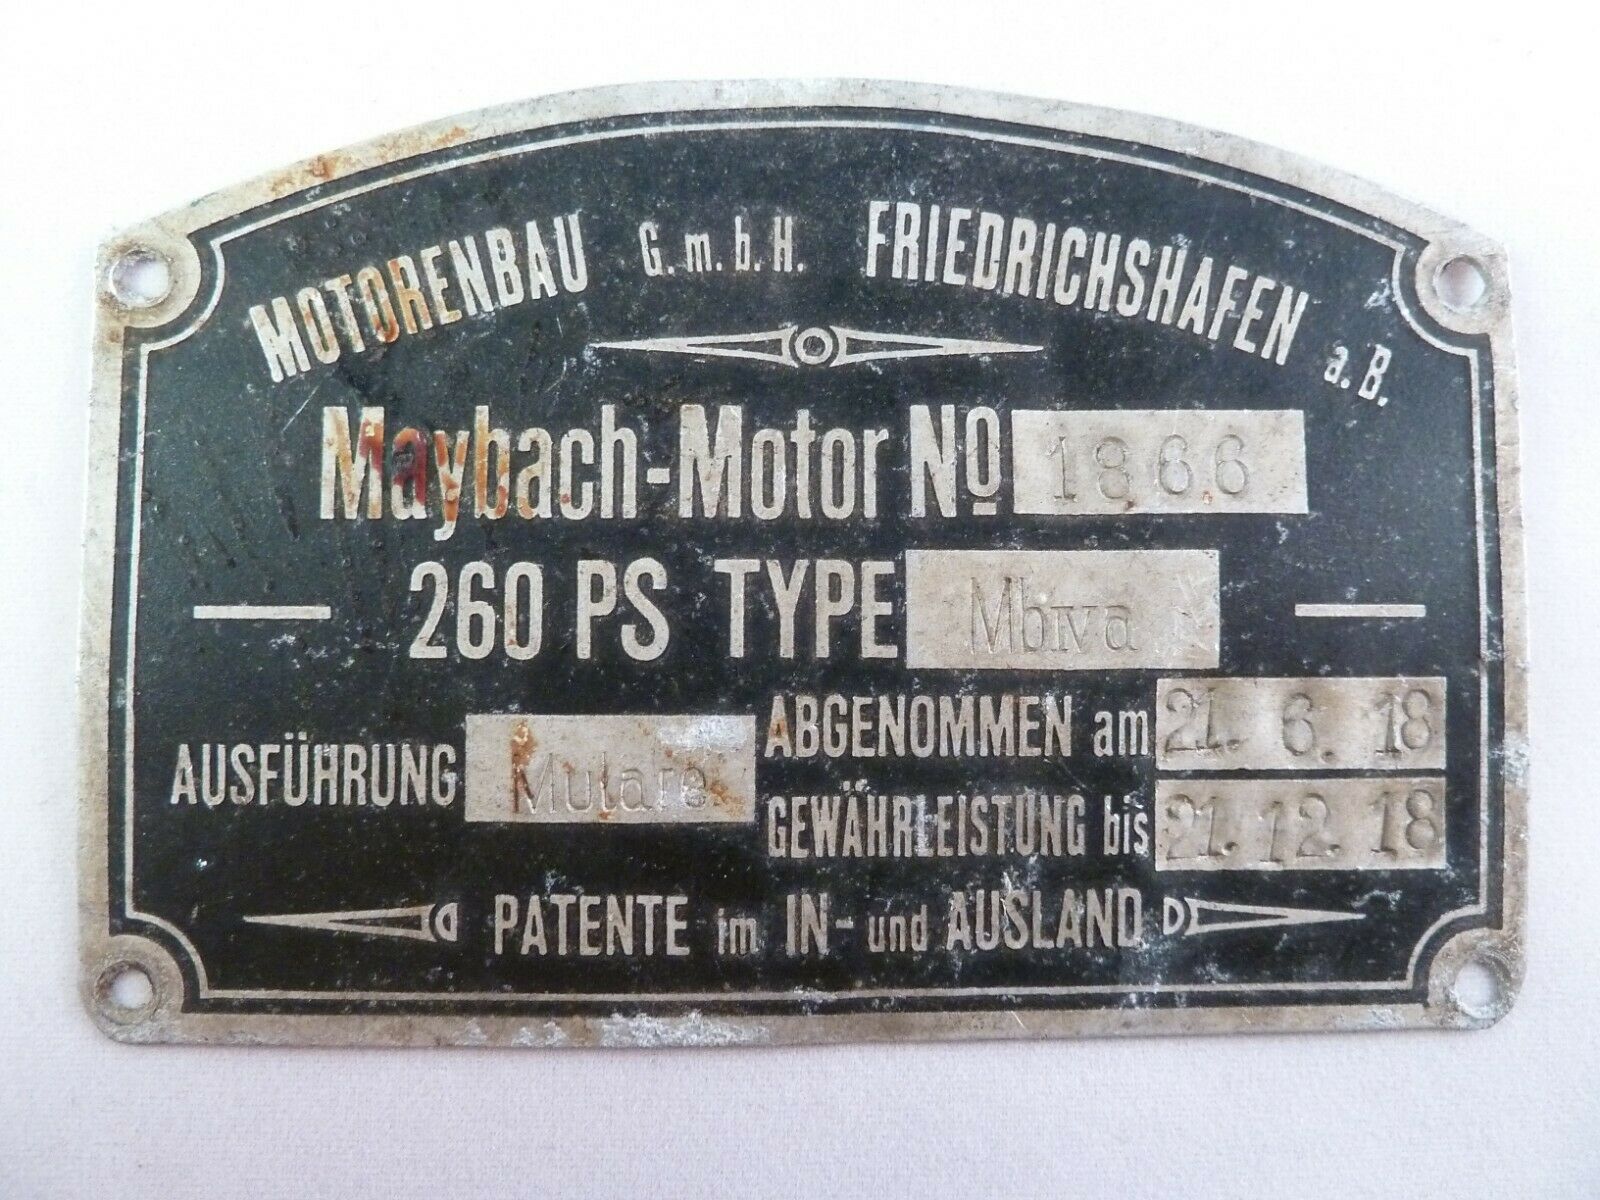 MOTORENBAU G.m.b.H. FRIEDRICHSHAFEN a.B.
Maybach-Motor Nº 1866
260 PS TYPE Mbiva
AUSFÜHRUNG Mulare
ABGENOMMEN am 21. 6. 18
GEWÄHRLEISTUNG bis 21. 12. 18
PATENTE im IN- und AUSLAND